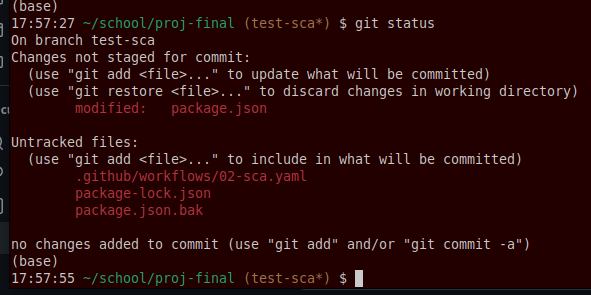 (base)
17:57:27 ~/school/proj-final (test-sca*) $ git status
On branch test-sca
Changes not staged for commit:
  (use "git add <file>..." to update what will be committed)
  (use "git restore <file>..." to discard changes in working directory)
        modified:   package.json

Untracked files:
  (use "git add <file>..." to include in what will be committed)
        .github/workflows/02-sca.yaml
        package-lock.json
        package.json.bak

no changes added to commit (use "git add" and/or "git commit -a")
(base)
17:57:55 ~/school/proj-final (test-sca*) $